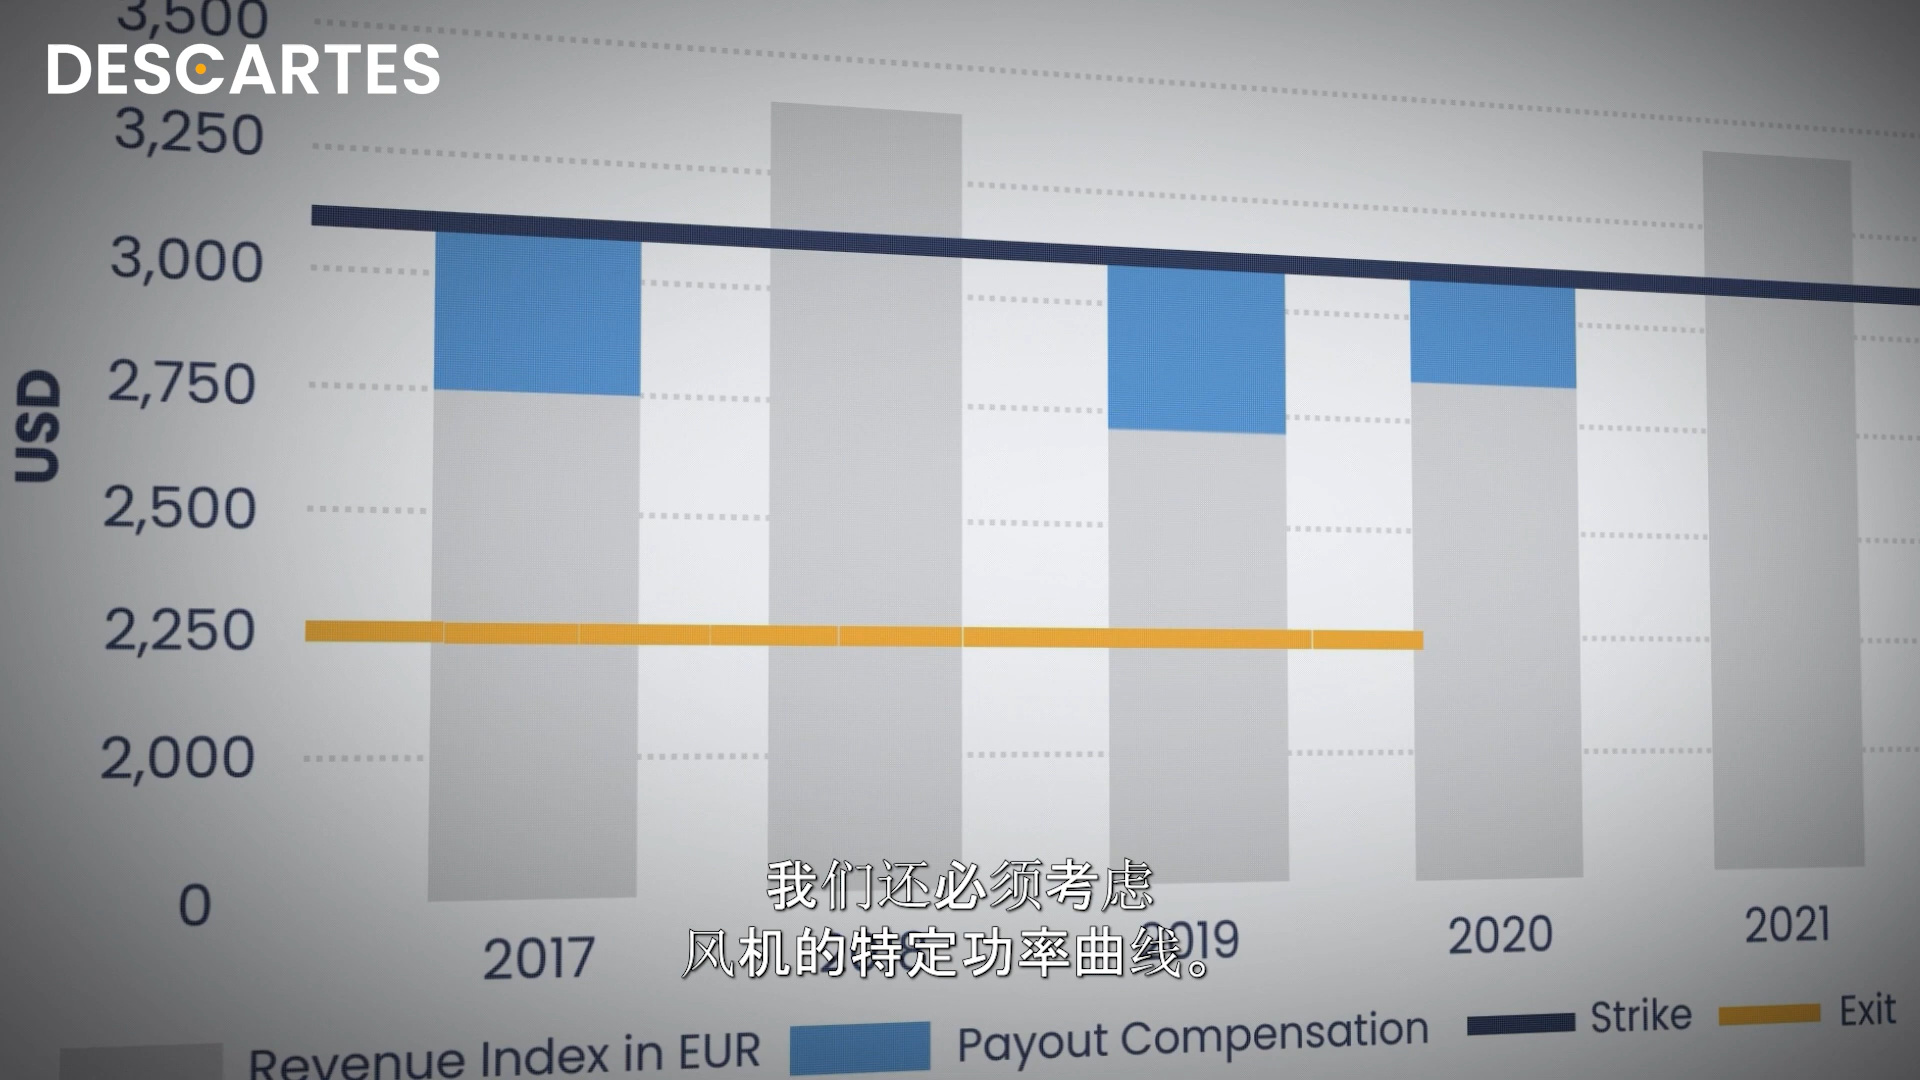 3,500
DESCARTES
3,250
3,000
2,750
USD
2,500
2,250
2,000
0
我们还必须考虑
风机的特定功率曲线。
2017
2018
2019
2020
2021
Revenue Index in EUR
Payout Compensation
Strike
Exit